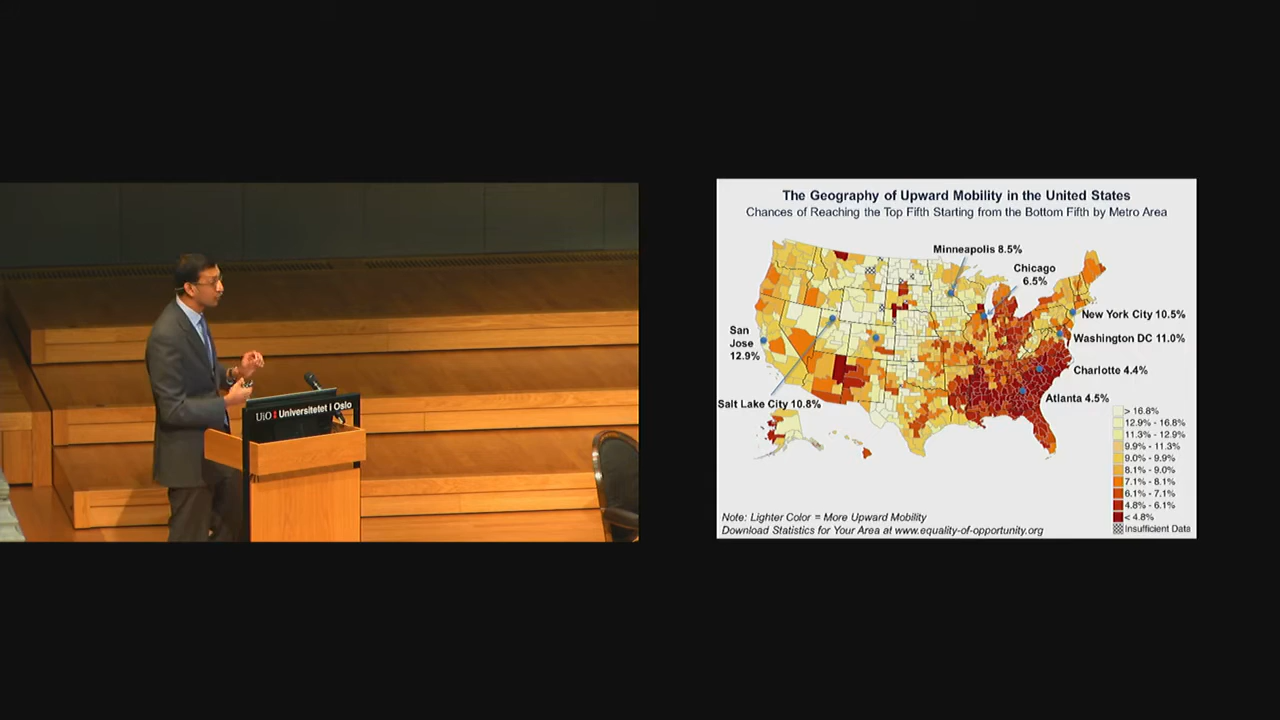 UiO Universitetet i Oslo
The Geography of Upward Mobility in the United States
Chances of Reaching the Top Fifth Starting from the Bottom Fifth by Metro Area
Minneapolis 8.5%
Chicago
6.5%
New York City 10.5%
San
Jose
12.9%
Washington DC 11.0%
Charlotte 4.4%
Salt Lake City 10.8%
Atlanta 4.5%
> 16.8%
12.9% - 16.8%
11.3% - 12.9%
9.9% - 11.3%
9.0% - 9.9%
8.1% - 9.0%
7.1% - 8.1%
6.1% - 7.1%
4.8% - 6.1%
< 4.8%
Insufficient Data
Note: Lighter Color = More Upward Mobility
Download Statistics for Your Area at www.equality-of-opportunity.org